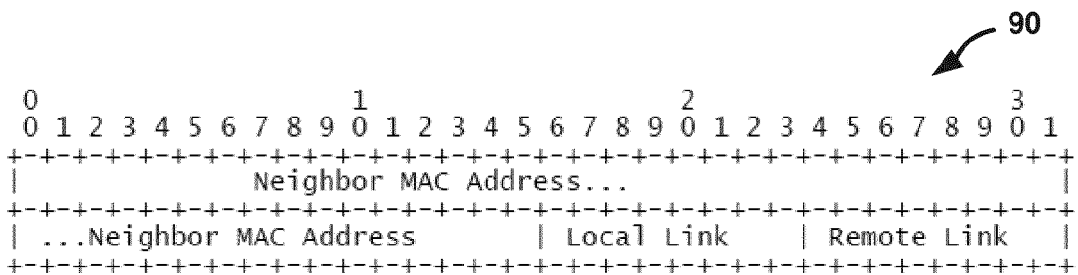 90
0 1 2 3
0 1 2 3 4 5 6 7 8 9 0 1 2 3 4 5 6 7 8 9 0 1 2 3 4 5 6 7 8 9 0 1
+-+-+-+-+-+-+-+-+-+-+-+-+-+-+-+-+-+-+-+-+-+-+-+-+-+-+-+-+-+-+-+-+
| Neighbor MAC Address... |
+-+-+-+-+-+-+-+-+-+-+-+-+-+-+-+-+-+-+-+-+-+-+-+-+-+-+-+-+-+-+-+-+
| ...Neighbor MAC Address | Local Link | Remote Link |
+-+-+-+-+-+-+-+-+-+-+-+-+-+-+-+-+-+-+-+-+-+-+-+-+-+-+-+-+-+-+-+-+